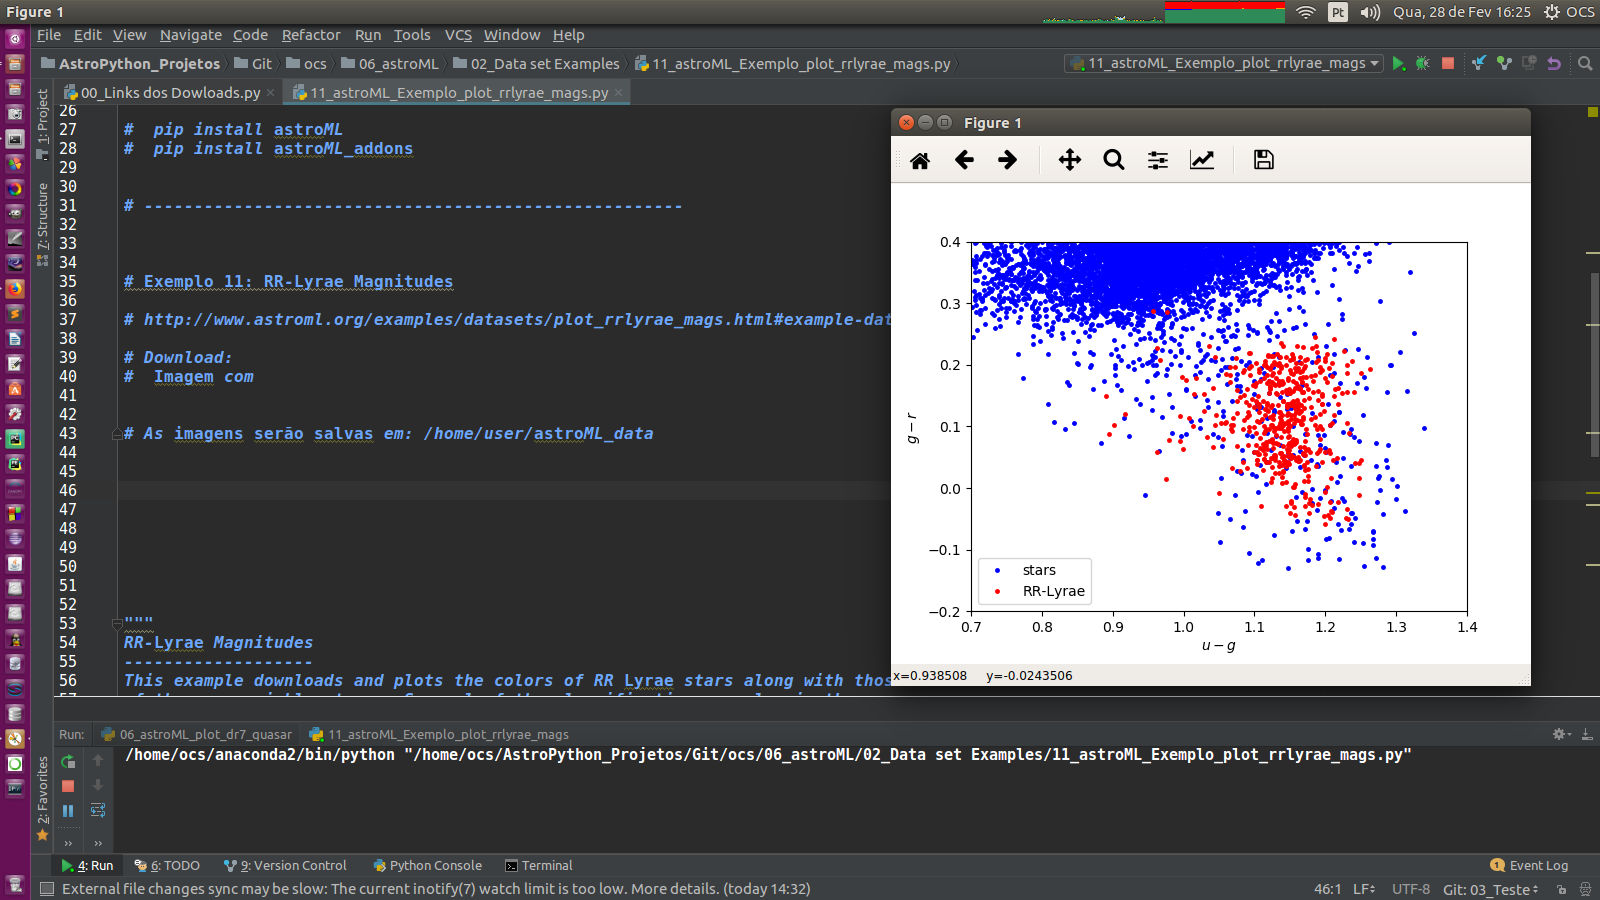 Figure 1
Pt
Qua, 28 de Fev 16:25
OCS
File Edit View Navigate Code Refactor Run Tools VCS Window Help
AstroPython_Projetos Git ocs 06_astroML 02_Data set Examples 11_astroML_Exemplo_plot_rrlyrae_mags.py
11_astroML_Exemplo_plot_rrlyrae_mags
00_Links dos Dowloads.py
11_astroML_Exemplo_plot_rrlyrae_mags.py
1: Project
7: Structure
2: Favorites
26
27 # pip install astroML
28 # pip install astroML_addons
29
30
31 # ------------------------------------------------------
32
33
34
35 # Exemplo 11: RR-Lyrae Magnitudes
36
37 # http://www.astroml.org/examples/datasets/plot_rrlyrae_mags.html#example-dat
38
39 # Download:
40 # Imagem com
41
42
43 # As imagens serão salvas em: /home/user/astroML_data
44
45
46
47
48
49
50
51
52
53 """
54 RR-Lyrae Magnitudes
55 -------------------
56 This example downloads and plots the colors of RR Lyrae stars along with thos
Figure 1
0.4
0.3
0.2
0.1
0.0
−0.1
−0.2
g − r
0.7 0.8 0.9 1.0 1.1 1.2 1.3 1.4
u − g
stars
RR-Lyrae
x=0.938508 y=-0.0243506
Run: 06_astroML_plot_dr7_quasar 11_astroML_Exemplo_plot_rrlyrae_mags
/home/ocs/anaconda2/bin/python "/home/ocs/AstroPython_Projetos/Git/ocs/06_astroML/02_Data set Examples/11_astroML_Exemplo_plot_rrlyrae_mags.py"
4: Run 6: TODO 9: Version Control Python Console Terminal
1 Event Log
External file changes sync may be slow: The current inotify(7) watch limit is too low. More details. (today 14:32)
46:1 LF UTF-8 Git: 03_Teste